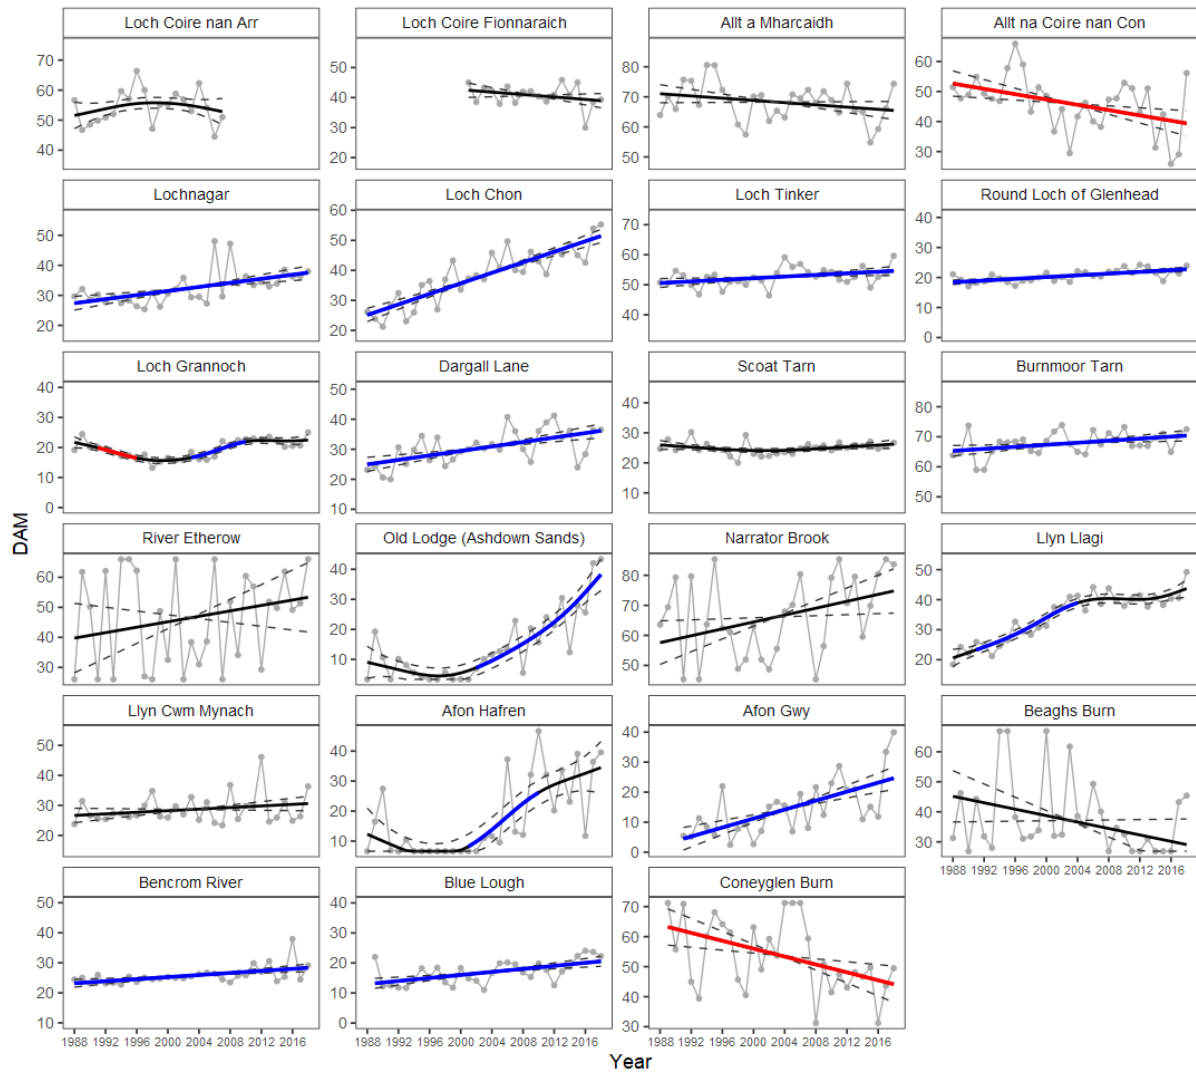 Loch Coire nan Arr Loch Coire Fionnaraich Allt a Mharcaidh Allt na Coire nan Con
70 60 50 40
50 40 30 20
80 70 60 50
60 50 40 30
Lochnagar Loch Chon Loch Tinker Round Loch of Glenhead
50 40 30 20
60 50 40 30 20
70 60 50 40
40 30 20 10 0
Loch Grannoch Dargall Lane Scoat Tarn Burnmoor Tarn
40 30 20 10 0
50 40 30 20 10
40 30 20 10
80 70 60 50
DAM
River Etherow Old Lodge (Ashdown Sands) Narrator Brook Llyn Llagi
60 50 40 30
40 30 20 10
80 70 60 50
50 40 30 20
Llyn Cwm Mynach Afon Hafren Afon Gwy Beaghs Burn
50 40 30 20
40 30 20 10
40 30 20 10 0
60 50 40 30
1988 1992 1996 2000 2004 2008 2012 2016
Bencrom River Blue Lough Coneyglen Burn
50 40 30 20 10
50 40 30 20 10 0
70 60 50 40 30
1988 1992 1996 2000 2004 2008 2012 2016
1988 1992 1996 2000 2004 2008 2012 2016
1988 1992 1996 2000 2004 2008 2012 2016
Year